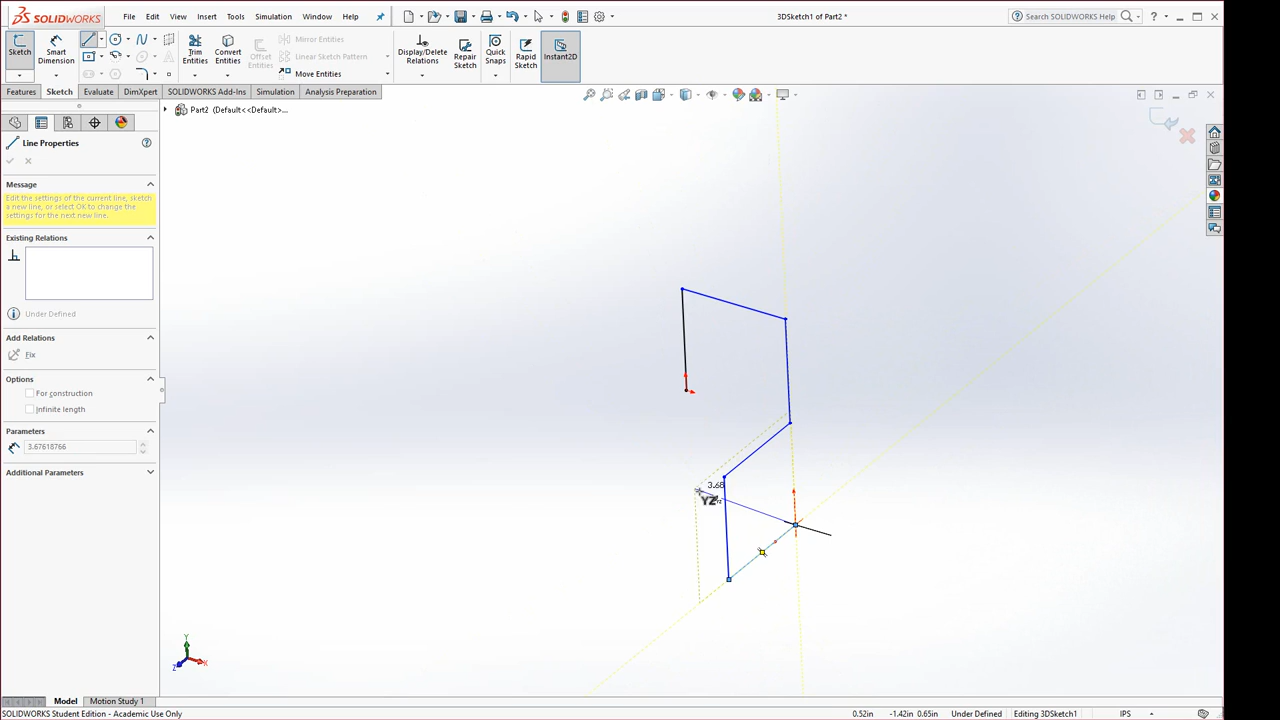 SOLIDWORKS File Edit View Insert Tools Simulation Window Help 3DSketch1 of Part2 * Search SOLIDWORKS Help
Sketch Smart Dimension Trim Entities Convert Entities Offset Entities Mirror Entities Linear Sketch Pattern Move Entities Display/Delete Relations Repair Sketch Quick Snaps Rapid Sketch Instant2D
Features Sketch Evaluate DimXpert SOLIDWORKS Add-Ins Simulation Analysis Preparation
Part2 (Default<<Default>...
Line Properties
Message
Edit the settings of the current line, sketch
a new line, or select OK to change the
settings for the next new line.
Existing Relations
Under Defined
Add Relations
Fix
Options
For construction
Infinite length
Parameters
3.67618766
Additional Parameters
3.68
YZ
Y
Z X
Model Motion Study 1
SOLIDWORKS Student Edition - Academic Use Only 0.52in -1.42in 0.65in Under Defined Editing 3DSketch1 IPS